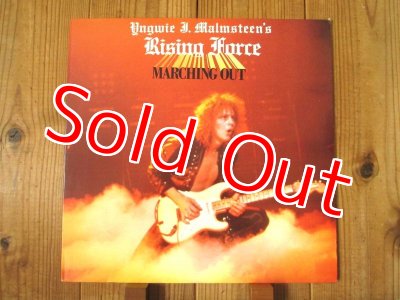 Yngwie J. Malmsteen's
Rising Force
MARCHING OUT
Sold Out